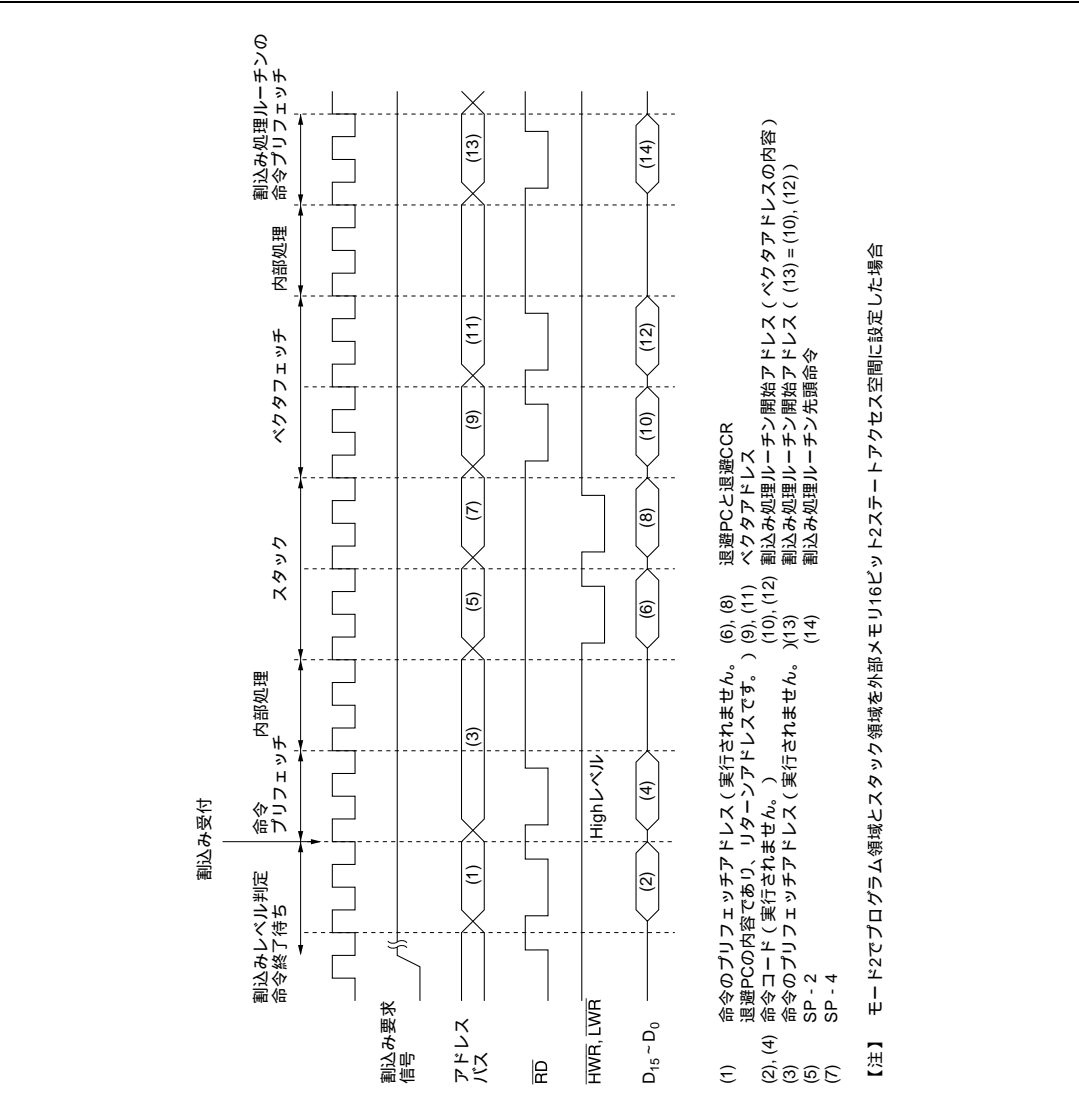 割込み受付
割込みレベル判定
命令終了待ち
命令
プリフェッチ
内部処理
スタック
ベクタフェッチ
内部処理
割込み処理ルーチンの
命令プリフェッチ
割込み要求
信号
アドレス
バス
(1)
(3)
(5)
(7)
(9)
(11)
(13)
RD
HWR, LWR
Highレベル
D15 ~ D0
(2)
(4)
(6)
(8)
(10)
(12)
(14)
(1) 命令のプリフェッチアドレス（実行されません。
退避PCの内容であり、リターンアドレスです。）
(2), (4) 命令コード（実行されません。）
(3) 命令のプリフェッチアドレス（実行されません。）
(5) SP - 2
(7) SP - 4
(6), (8) 退避PCと退避CCR
(9), (11) ベクタアドレス
(10), (12) 割込み処理ルーチン開始アドレス（ベクタアドレスの内容）
(13) 割込み処理ルーチン開始アドレス（ (13) = (10), (12) ）
(14) 割込み処理ルーチン先頭命令
【注】 モード2でプログラム領域とスタック領域を外部メモリ16ビット2ステートアクセス空間に設定した場合